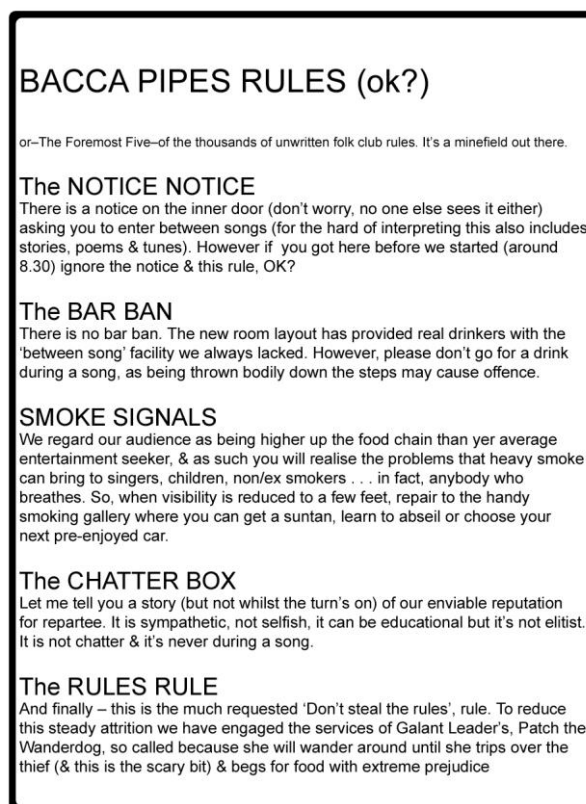 BACCA PIPES RULES (ok?)
or–The Foremost Five–of the thousands of unwritten folk club rules. It's a minefield out there.
The NOTICE NOTICE
There is a notice on the inner door (don't worry, no one else sees it either)
asking you to enter between songs (for the hard of interpreting this also includes
stories, poems & tunes). However if  you got here before we started (around
8.30) ignore the notice & this rule, OK?
The BAR BAN
There is no bar ban. The new room layout has provided real drinkers with the
‘between song’ facility we always lacked. However, please don't go for a drink
during a song, as being thrown bodily down the steps may cause offence.
SMOKE SIGNALS
We regard our audience as being higher up the food chain than yer average
entertainment seeker, & as such you will realise the problems that heavy smoke
can bring to singers, children, non/ex smokers . . . in fact, anybody who
breathes. So, when visibility is reduced to a few feet, repair to the handy
smoking gallery where you can get a suntan, learn to abseil or choose your
next pre-enjoyed car.
The CHATTER BOX
Let me tell you a story (but not whilst the turn's on) of our enviable reputation
for repartee. It is sympathetic, not selfish, it can be educational but it's not elitist.
It is not chatter & it's never during a song.
The RULES RULE
And finally – this is the much requested ‘Don't steal the rules’, rule. To reduce
this steady attrition we have engaged the services of Galant Leader's, Patch the
Wanderdog, so called because she will wander around until she trips over the
thief (& this is the scary bit) & begs for food with extreme prejudice